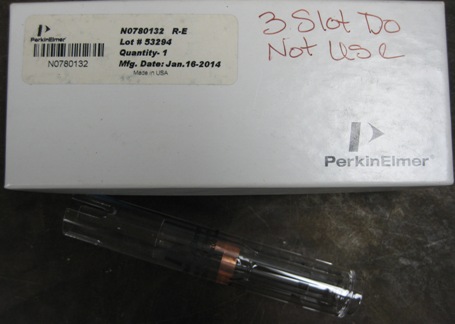 N0780132 R-E
Lot # 53294
Quantity- 1
Mfg. Date: Jan.16-2014
Made in USA
PerkinElmer
N0780132
3 Slot Do
Not Use
PerkinElmer